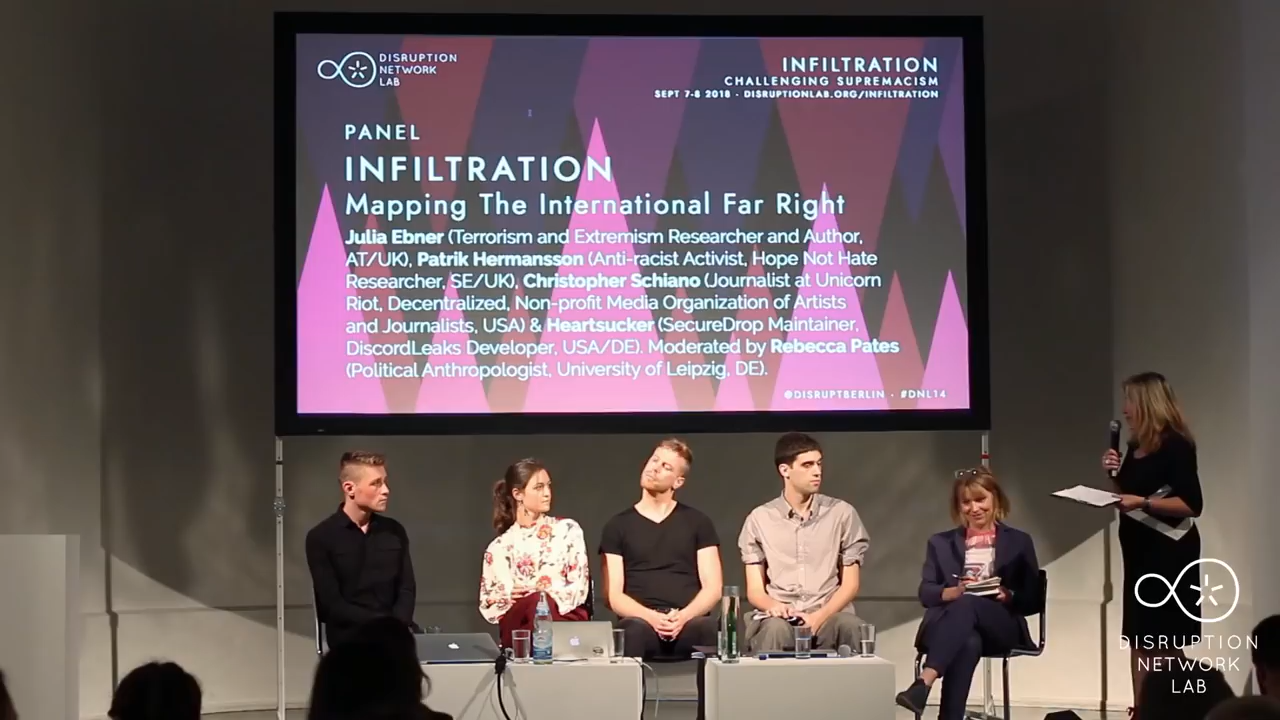 DISRUPTION
NETWORK
LAB
INFILTRATION
CHALLENGING SUPREMACISM
SEPT 7-8 2018 · DISRUPTIONLAB.ORG/INFILTRATION
PANEL
INFILTRATION
Mapping The International Far Right
Julia Ebner (Terrorism and Extremism Researcher and Author,
AT/UK), Patrik Hermansson (Anti-racist Activist, Hope Not Hate
Researcher, SE/UK), Christopher Schiano (Journalist at Unicorn
Riot, Decentralized, Non-profit Media Organization of Artists
and Journalists, USA) & Heartsucker (SecureDrop Maintainer,
DiscordLeaks Developer, USA/DE). Moderated by Rebecca Pates
(Political Anthropologist, University of Leipzig, DE).
@DISRUPTBERLIN · #DNL14
DISRUPTION
NETWORK
LAB